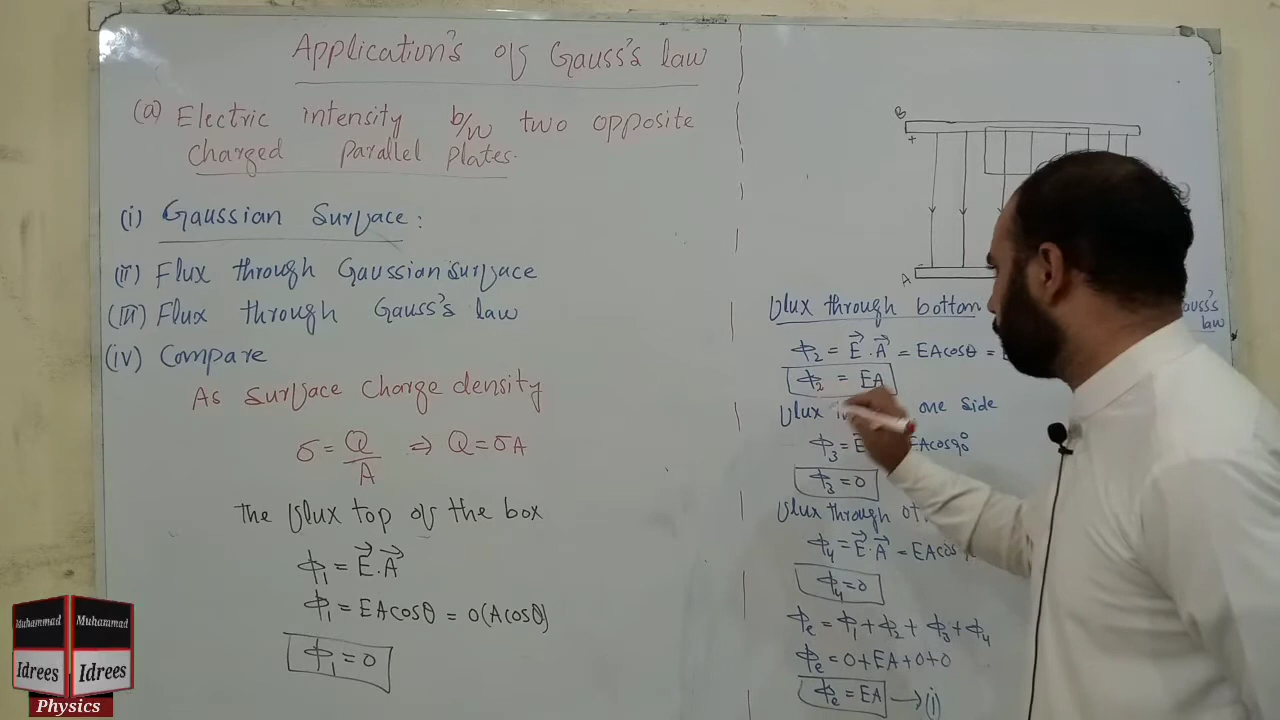 Application's of Gauss's law
(a) Electric intensity b/w two opposite
charged parallel plates.
(i) Gaussian Surface:
(ii) Flux through Gaussian surface
(iii) Flux through Gauss's law
(iv) Compare
As surface charge density
σ = Q/A ⇒ Q = σA
The flux top of the box
ϕ₁ = E⃗.A⃗
ϕ₁ = EAcosθ = 0(Acosθ)
ϕ₁ = 0
B
+
A
flux through bottom
ϕ₂ = E⃗.A⃗ = EAcosθ =
ϕ₂ = EA
flux one side
ϕ₃ = E EAcos90°
ϕ₃ = 0
flux through
ϕ₄ = E⃗.A⃗ = EAcos
ϕ₄ = 0
ϕₑ = ϕ₁ + ϕ₂ + ϕ₃ + ϕ₄
ϕₑ = 0 + EA + 0 + 0
ϕₑ = EA → (i)
law
Muhammad Muhammad
Idrees Idrees
Physics